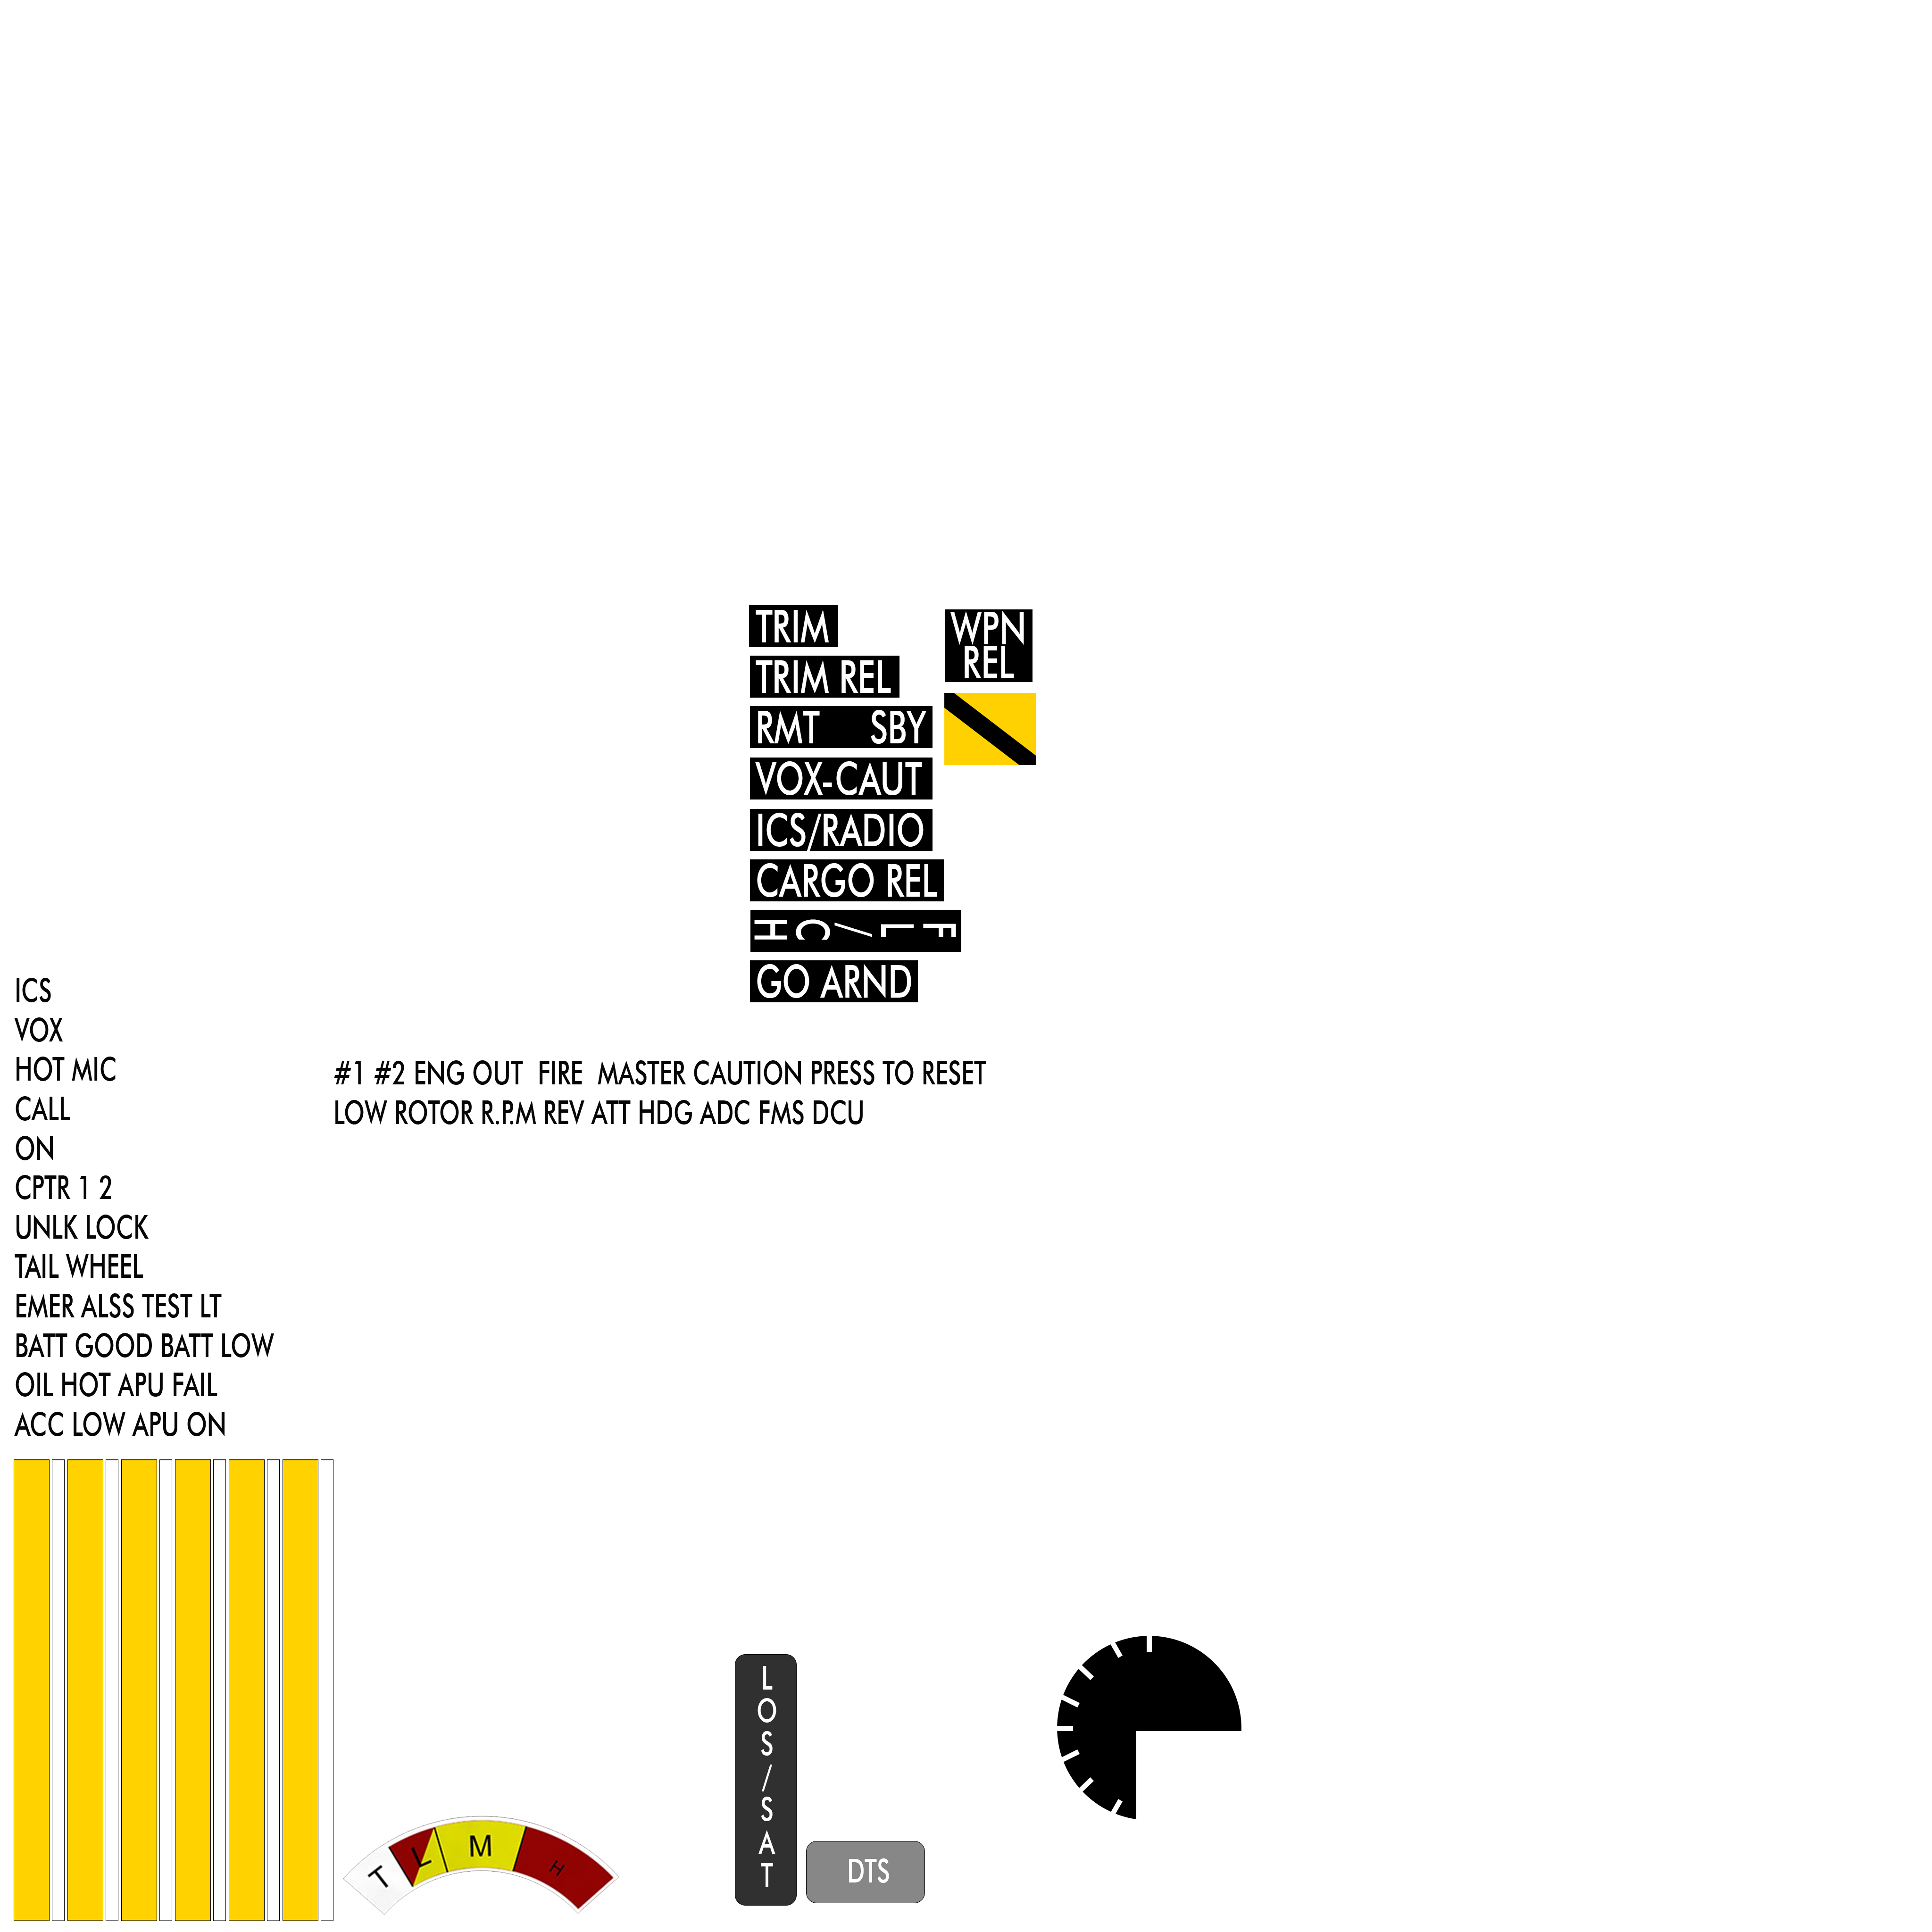 TRIM
WPN
REL
TRIM REL
RMT SBY
VOX-CAUT
ICS/RADIO
CARGO REL
H C / L F
GO ARND
ICS
VOX
HOT MIC
CALL
ON
CPTR 1 2
UNLK LOCK
TAIL WHEEL
EMER ALSS TEST LT
BATT GOOD BATT LOW
OIL HOT APU FAIL
ACC LOW APU ON
#1 #2 ENG OUT FIRE MASTER CAUTION PRESS TO RESET
LOW ROTOR R.P.M REV ATT HDG ADC FMS DCU
T L M H
L
O
S
/
S
A
T
DTS